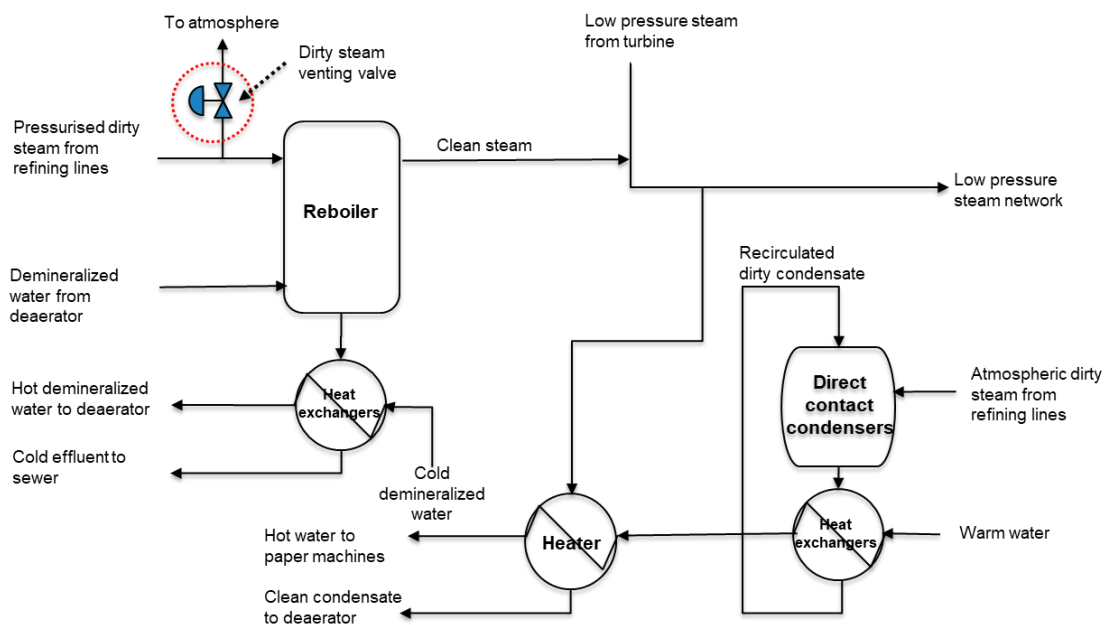 To atmosphere
Low pressure steam
from turbine
Dirty steam
venting valve
Pressurised dirty
steam from
refining lines
Clean steam
Low pressure
steam network
Reboiler
Recirculated
dirty condensate
Demineralized
water from
deaerator
Hot demineralized
water to deaerator
Heat
exchangers
Direct
contact
condensers
Atmospheric dirty
steam from
refining lines
Cold effluent to
sewer
Cold
demineralized
water
Hot water to
paper machines
Heater
Heat
exchangers
Warm water
Clean condensate
to deaerator